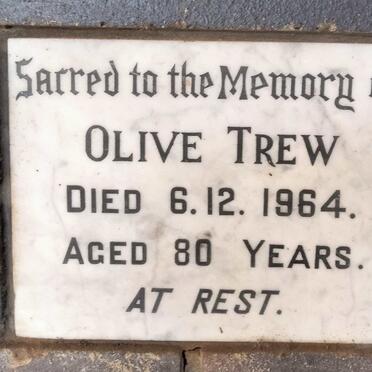 Sacred to the Memory
OLIVE TREW
DIED 6.12.1964.
AGED 80 YEARS.
AT REST.